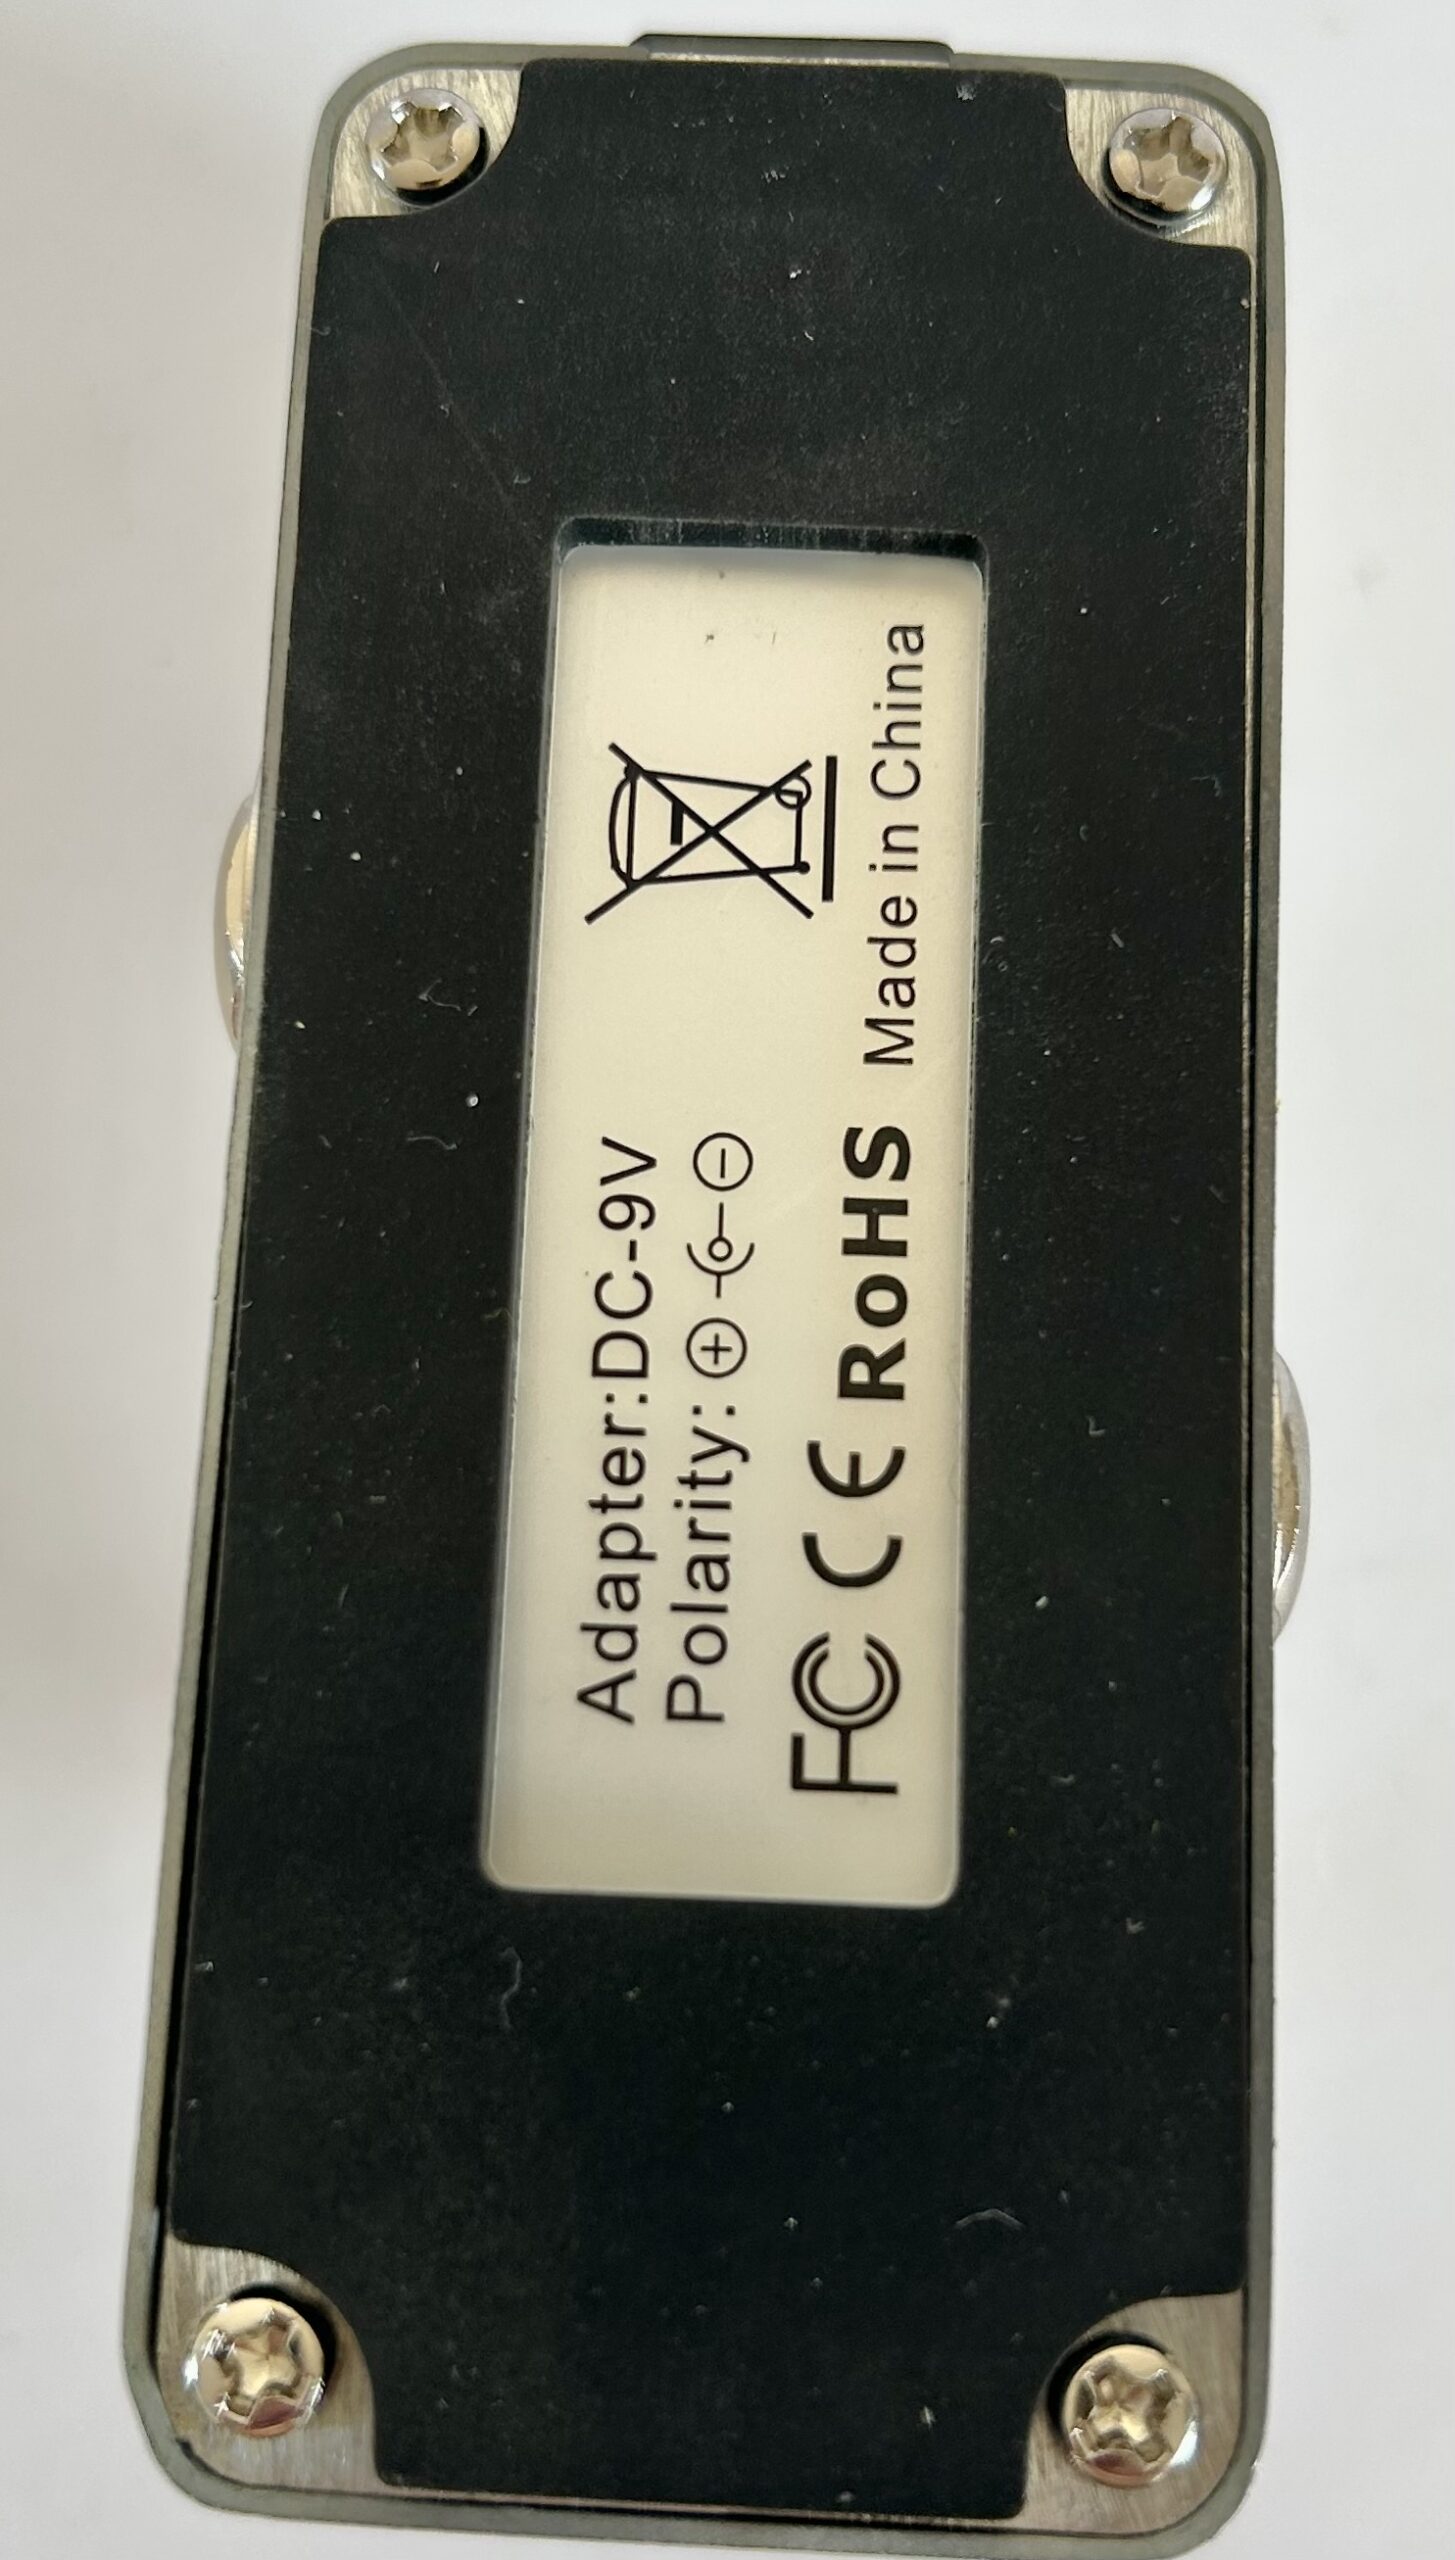 Adapter:DC-9V
Polarity: ⊕ ⊖
FC CE RoHS Made in China